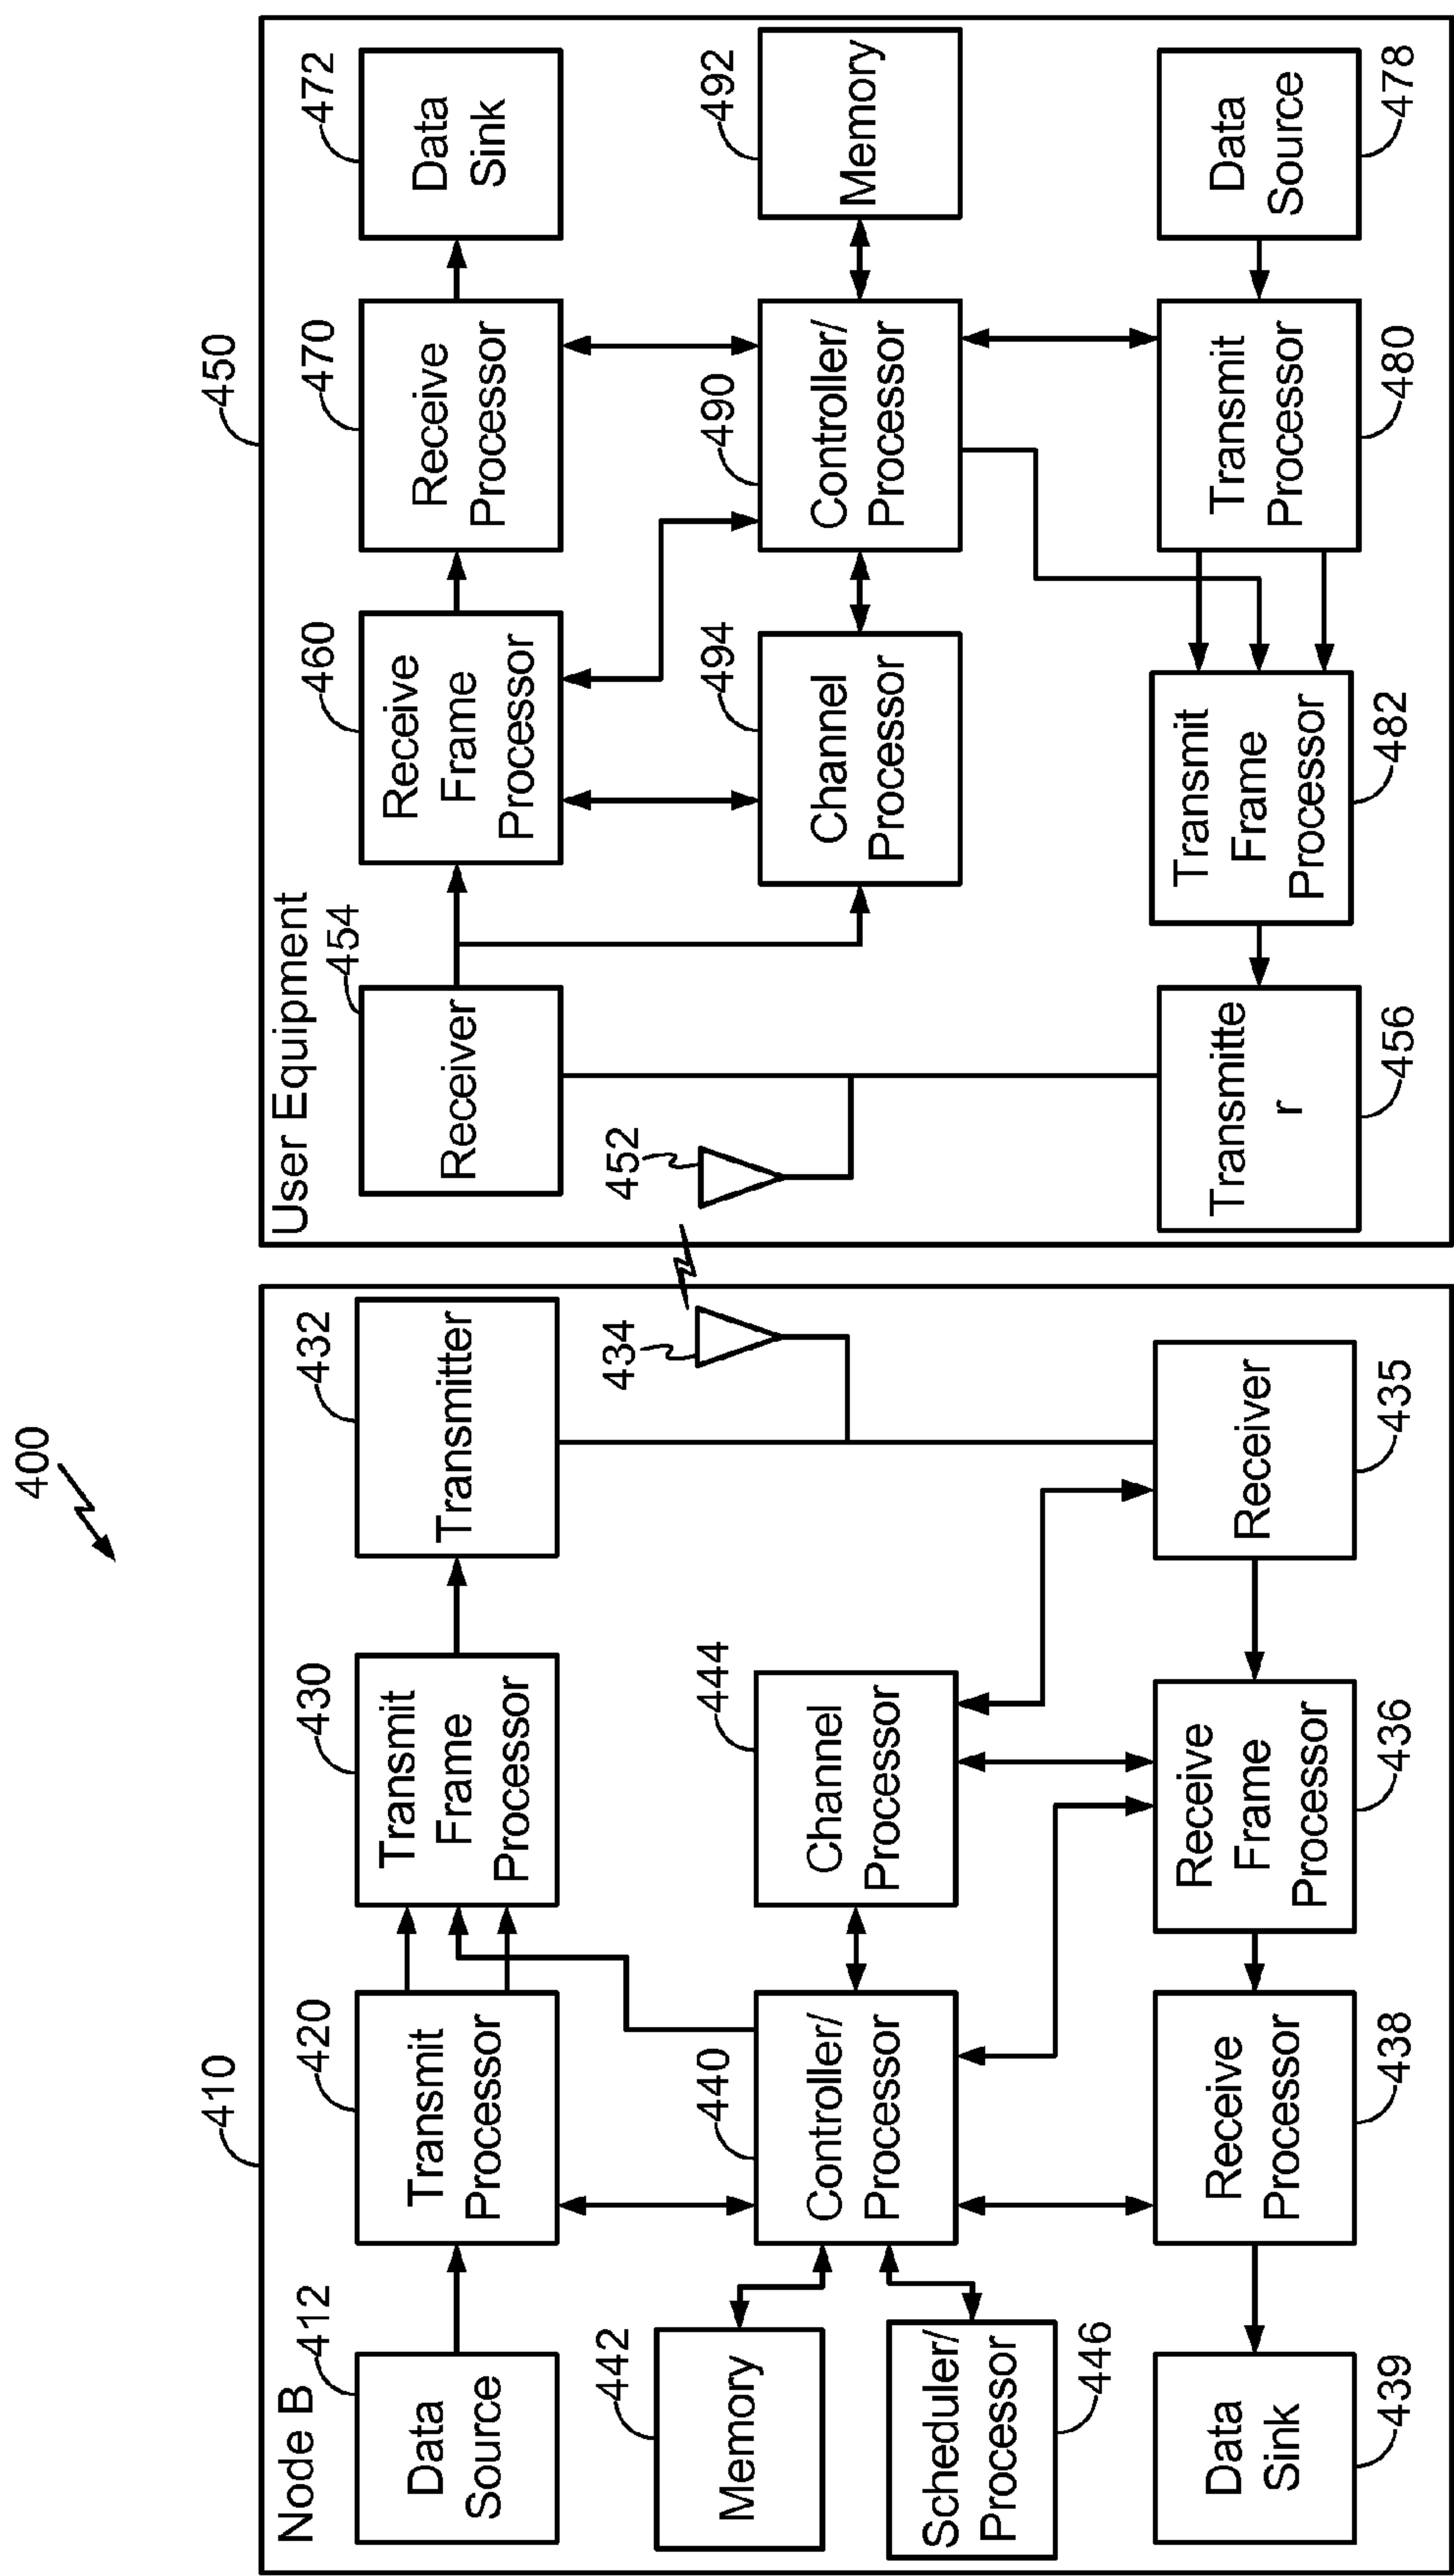 400
410
Node B
412
Data
Source
420
Transmit
Processor
430
Transmit
Frame
Processor
432
Transmitter
442
Memory
440
Controller/
Processor
444
Channel
Processor
434
Scheduler/
Processor
446
Data
Sink
439
Receive
Processor
438
Receive
Frame
Processor
436
Receiver
435
450
User Equipment
454
Receiver
460
Receive
Frame
Processor
470
Receive
Processor
472
Data
Sink
452
494
Channel
Processor
490
Controller/
Processor
492
Memory
Transmitte
r
456
Transmit
Frame
Processor
482
Transmit
Processor
480
Data
Source
478